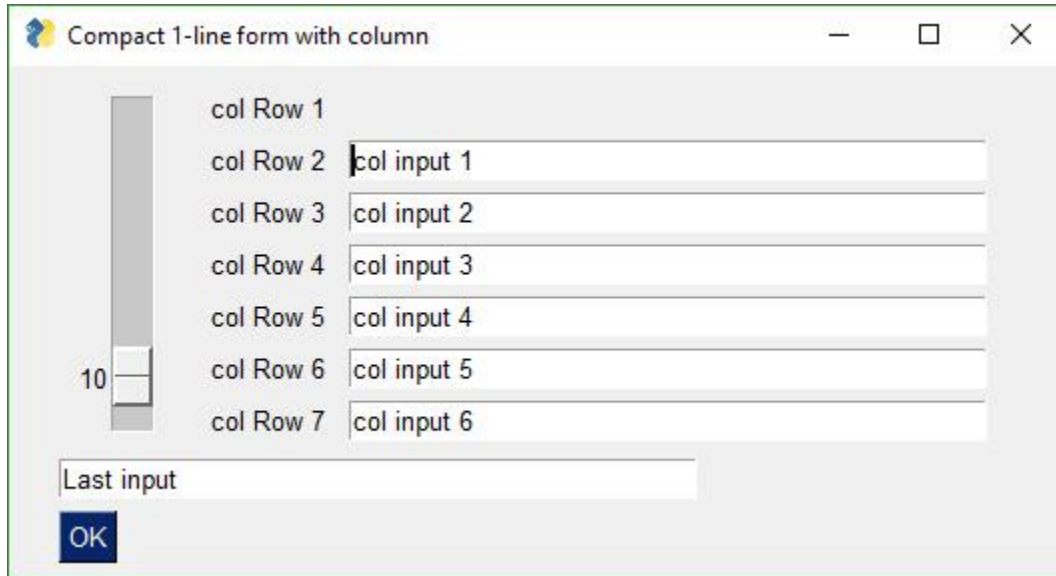 Compact 1-line form with column
col Row 1
col Row 2 col input 1
col Row 3 col input 2
col Row 4 col input 3
col Row 5 col input 4
10 col Row 6 col input 5
col Row 7 col input 6
Last input
OK